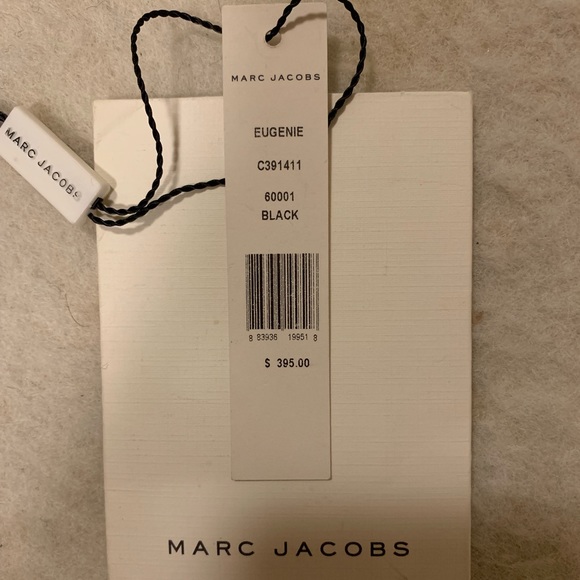 MARC JACOBS
MARC JACOBS
EUGENIE
C391411
60001
BLACK
8 83936 19951 8
$ 395.00
MARC JACOBS